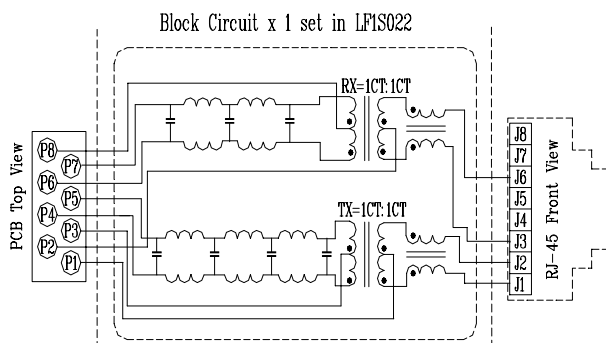 Block Circuit x 1 set in LF1S022
RX=1CT:1CT
TX=1CT:1CT
PCB Top View
P8
P7
P6
P5
P4
P3
P2
P1
J8
J7
J6
J5
J4
J3
J2
J1
RJ-45 Front View